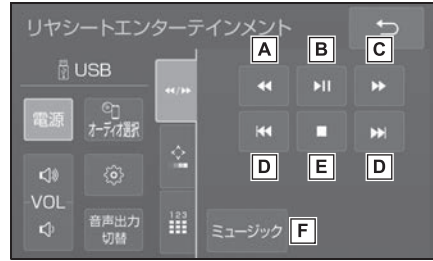 リヤシートエンターテインメント
A B C
USB
電源
オーディオ選択
D E D
VOL
音声出力
切替
123
ミュージック F